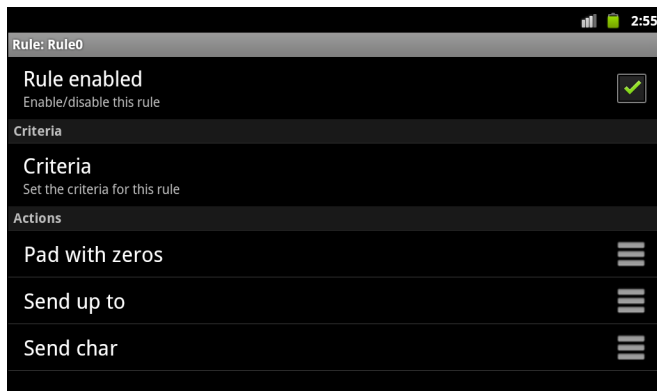 2:55
Rule: Rule0
Rule enabled
Enable/disable this rule
Criteria
Criteria
Set the criteria for this rule
Actions
Pad with zeros
Send up to
Send char